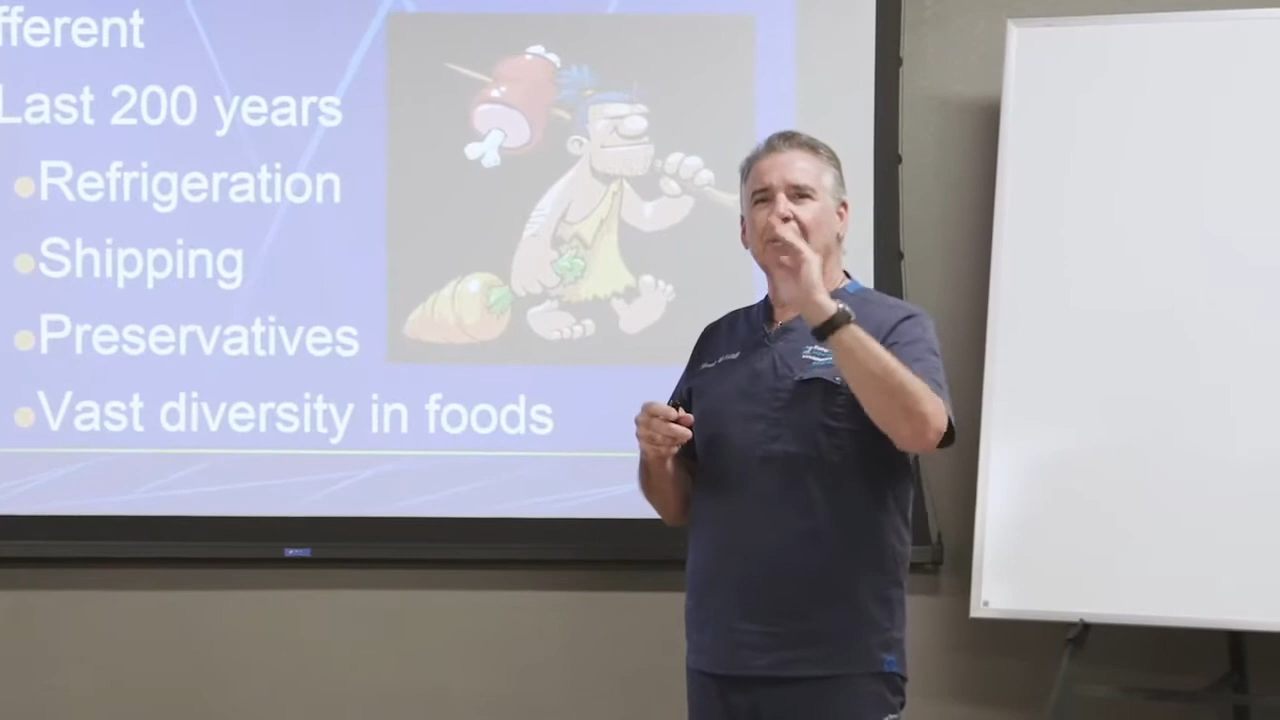 fferent
Last 200 years
Refrigeration
Shipping
Preservatives
Vast diversity in foods